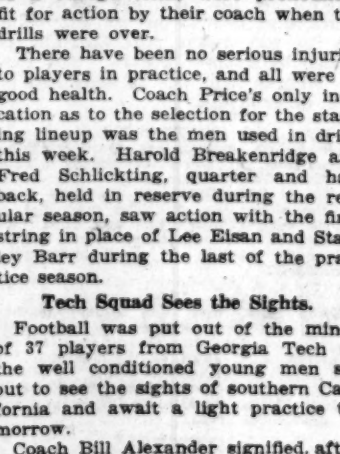 fit for action by their coach when t
drills were over.
There have been no serious injuri
to players in practice, and all were
good health. Coach Price's only in
cation as to the selection for the sta
ing lineup was the men used in dri
this week. Harold Breakenridge a
Fred Schlickting, quarter and ha
back, held in reserve during the re
ular season, saw action with the fir
string in place of Lee Eisan and Sta
ley Barr during the last of the pra
tice season.
Tech Squad Sees the Sights.
Football was put out of the min
of 37 players from Georgia Tech
the well conditioned young men s
out to see the sights of southern Ca
fornia and await a light practice t
morrow.
Coach Bill Alexander signified, aft